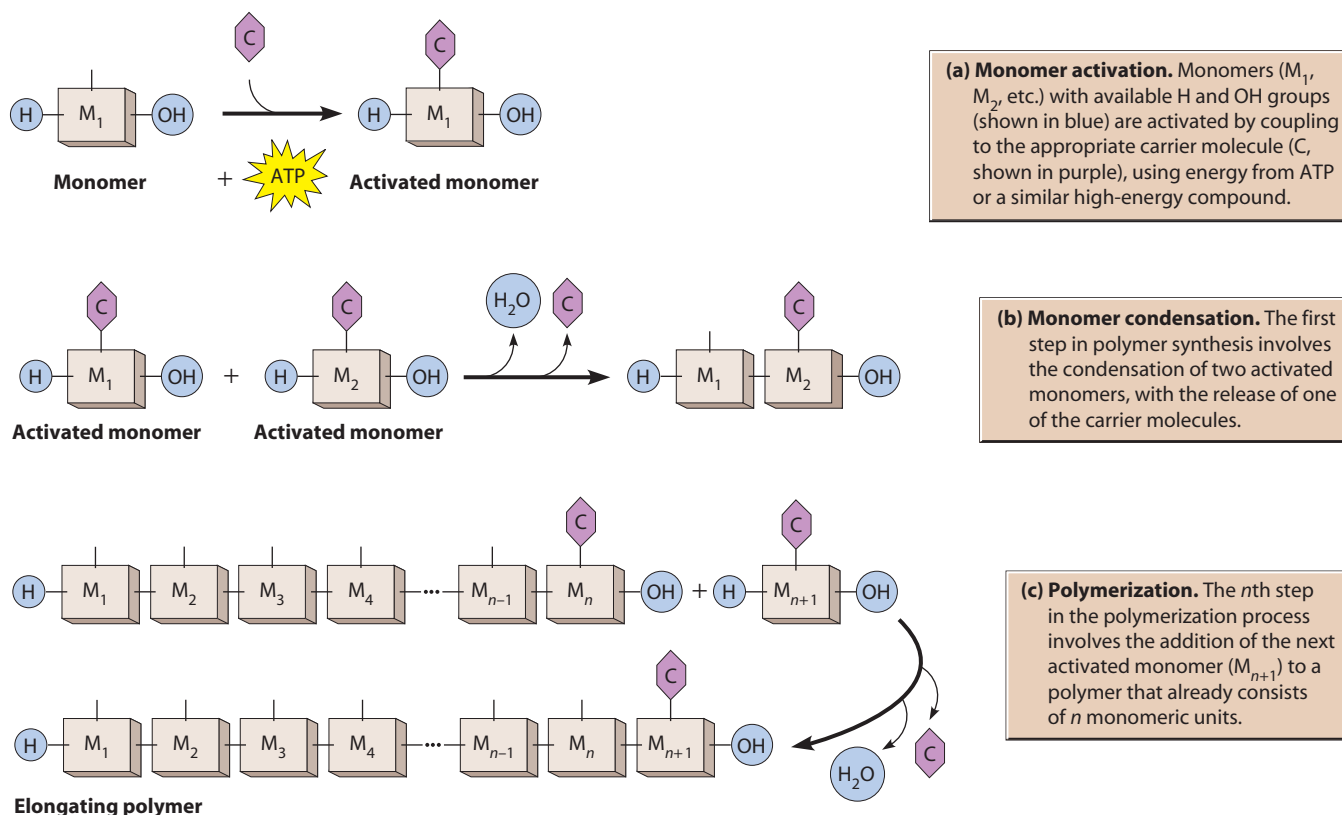 C
C
H M₁ OH
H M₁ OH
Monomer
+ ATP
Activated monomer
(a) Monomer activation. Monomers (M₁,
M₂, etc.) with available H and OH groups
(shown in blue) are activated by coupling
to the appropriate carrier molecule (C,
shown in purple), using energy from ATP
or a similar high-energy compound.
C
C
H₂O
C
C
H M₁ OH + H M₂ OH
H M₁ M₂ OH
Activated monomer
Activated monomer
(b) Monomer condensation. The first
step in polymer synthesis involves
the condensation of two activated
monomers, with the release of one
of the carrier molecules.
C
C
H M₁ M₂ M₃ M₄ ... Mₙ₋₁ Mₙ OH + H Mₙ₊₁ OH
C
H M₁ M₂ M₃ M₄ ... Mₙ₋₁ Mₙ Mₙ₊₁ OH
H₂O
C
Elongating polymer
(c) Polymerization. The nth step
in the polymerization process
involves the addition of the next
activated monomer (Mₙ₊₁) to a
polymer that already consists
of n monomeric units.